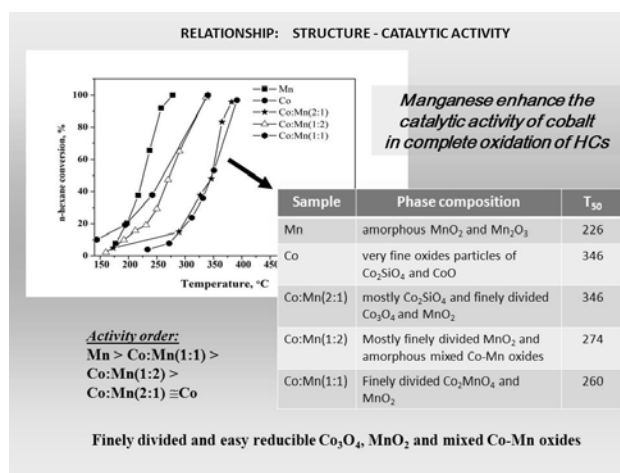 RELATIONSHIP: STRUCTURE - CATALYTIC ACTIVITY
n-hexane conversion, %
100
80
60
40
20
0
150 200 250 300 350 400 45
Temperature, °C
Mn
Co
Co:Mn(2:1)
Co:Mn(1:2)
Co:Mn(1:1)
Manganese enhance the
catalytic activity of cobalt
in complete oxidation of HCs
Sample Phase composition T₅₀
Mn amorphous MnO₂ and Mn₂O₃ 226
Co very fine oxides particles of 346
Co₂SiO₄ and CoO
Co:Mn(2:1) mostly Co₂SiO₄ and finely divided 346
Co₃O₄ and MnO₂
Co:Mn(1:2) Mostly finely divided MnO₂ and 274
amorphous mixed Co-Mn oxides
Co:Mn(1:1) Finely divided Co₂MnO₄ and 260
MnO₂
Activity order:
Mn > Co:Mn(1:1) >
Co:Mn(1:2) >
Co:Mn(2:1) ≅Co
Finely divided and easy reducible Co₃O₄, MnO₂ and mixed Co-Mn oxides